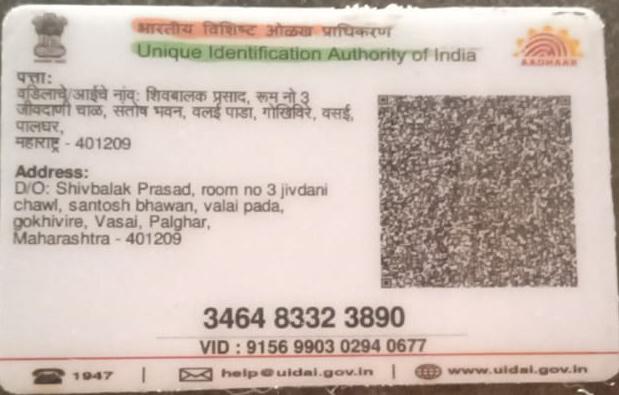 भारतीय विशिष्ट ओळख प्राधिकरण
Unique Identification Authority of India
AADHAAR
पत्ता:
वडिलाचे/आईचे नांव: शिवबालक प्रसाद, रूम नो 3
जीवदाणी चाळ, संतोष भवन, वलई पाडा, गोखिविरे, वसई,
पालघर,
महाराष्ट्र - 401209
Address:
D/O: Shivbalak Prasad, room no 3 jivdani
chawl, santosh bhawan, valai pada,
gokhivire, Vasai, Palghar,
Maharashtra - 401209
3464 8332 3890
VID : 9156 9903 0294 0677
1947 | help@uidai.gov.in | www.uidai.gov.in